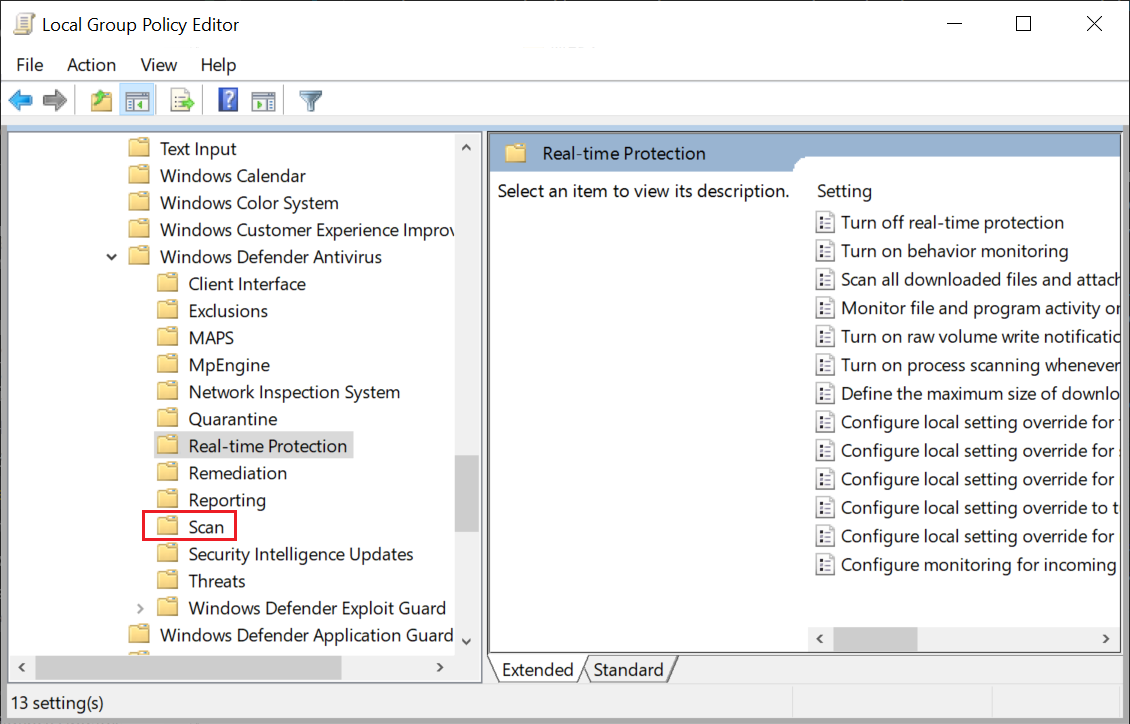 Local Group Policy Editor
File Action View Help
Text Input
Windows Calendar
Windows Color System
Windows Customer Experience Improv
Windows Defender Antivirus
Client Interface
Exclusions
MAPS
MpEngine
Network Inspection System
Quarantine
Real-time Protection
Remediation
Reporting
Scan
Security Intelligence Updates
Threats
Windows Defender Exploit Guard
Windows Defender Application Guard
Real-time Protection
Select an item to view its description.
Setting
Turn off real-time protection
Turn on behavior monitoring
Scan all downloaded files and attach
Monitor file and program activity on
Turn on raw volume write notificatio
Turn on process scanning whenever
Define the maximum size of downlo
Configure local setting override for
Configure local setting override for
Configure local setting override for
Configure local setting override to t
Configure local setting override for
Configure monitoring for incoming
Extended Standard
13 setting(s)